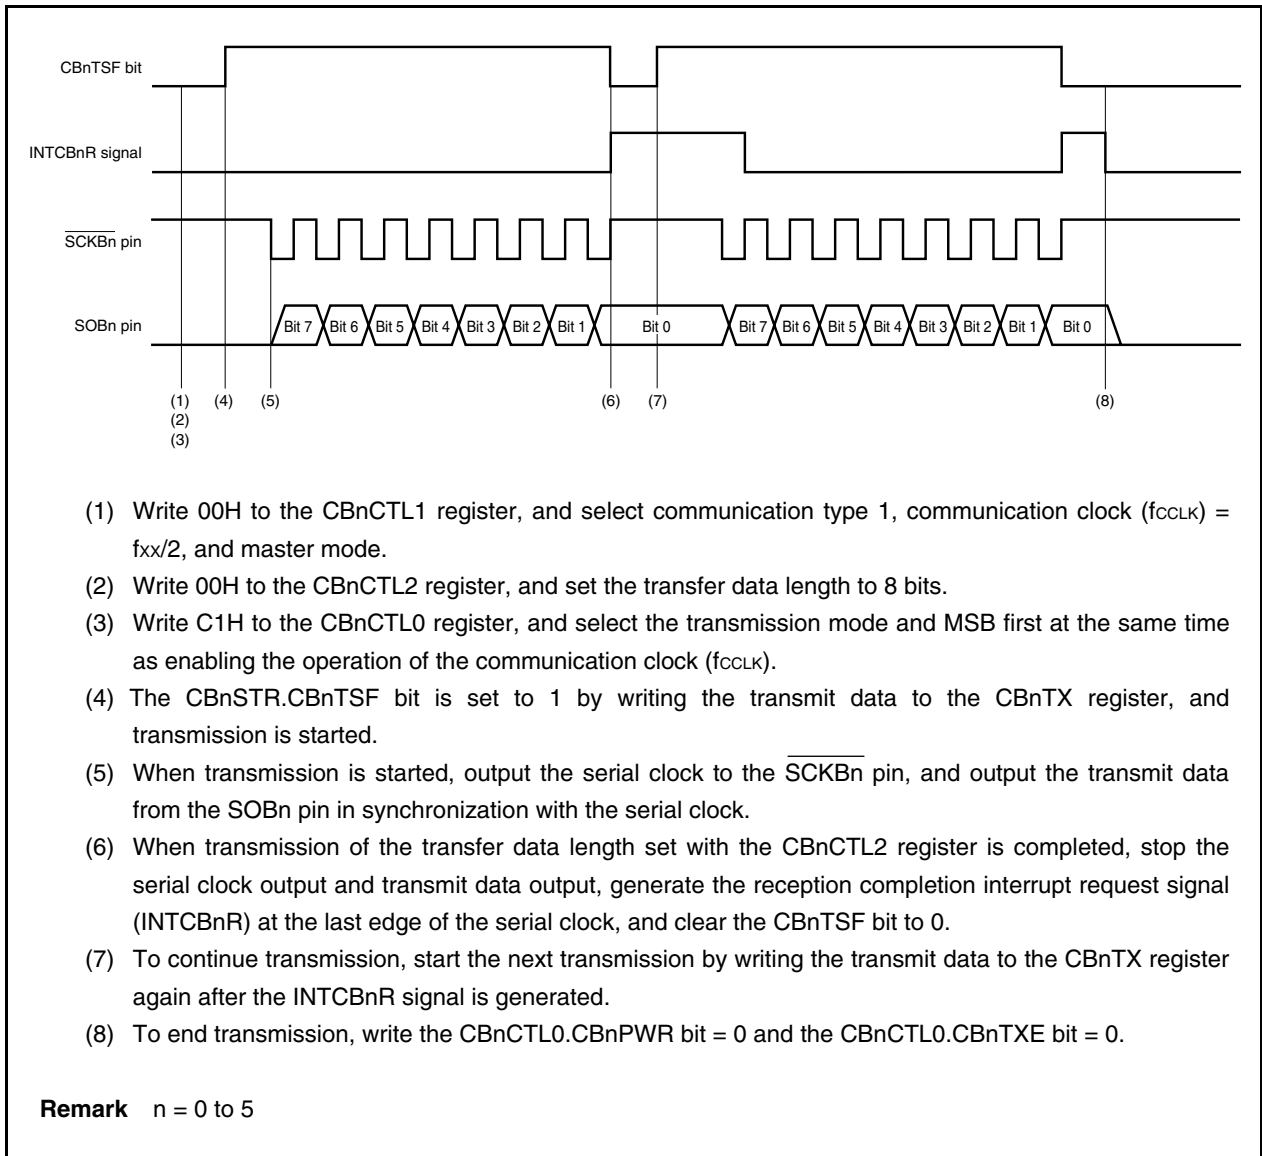 CBnTSF bit
INTCBnR signal
SCKBn pin
SOBn pin
Bit 7 Bit 6 Bit 5 Bit 4 Bit 3 Bit 2 Bit 1 Bit 0 Bit 7 Bit 6 Bit 5 Bit 4 Bit 3 Bit 2 Bit 1 Bit 0
(1) (4) (5) (6) (7) (8)
(2)
(3)
(1) Write 00H to the CBnCTL1 register, and select communication type 1, communication clock (fCCLK) =
fxx/2, and master mode.
(2) Write 00H to the CBnCTL2 register, and set the transfer data length to 8 bits.
(3) Write C1H to the CBnCTL0 register, and select the transmission mode and MSB first at the same time
as enabling the operation of the communication clock (fCCLK).
(4) The CBnSTR.CBnTSF bit is set to 1 by writing the transmit data to the CBnTX register, and
transmission is started.
(5) When transmission is started, output the serial clock to the SCKBn pin, and output the transmit data
from the SOBn pin in synchronization with the serial clock.
(6) When transmission of the transfer data length set with the CBnCTL2 register is completed, stop the
serial clock output and transmit data output, generate the reception completion interrupt request signal
(INTCBnR) at the last edge of the serial clock, and clear the CBnTSF bit to 0.
(7) To continue transmission, start the next transmission by writing the transmit data to the CBnTX register
again after the INTCBnR signal is generated.
(8) To end transmission, write the CBnCTL0.CBnPWR bit = 0 and the CBnCTL0.CBnTXE bit = 0.
Remark n = 0 to 5